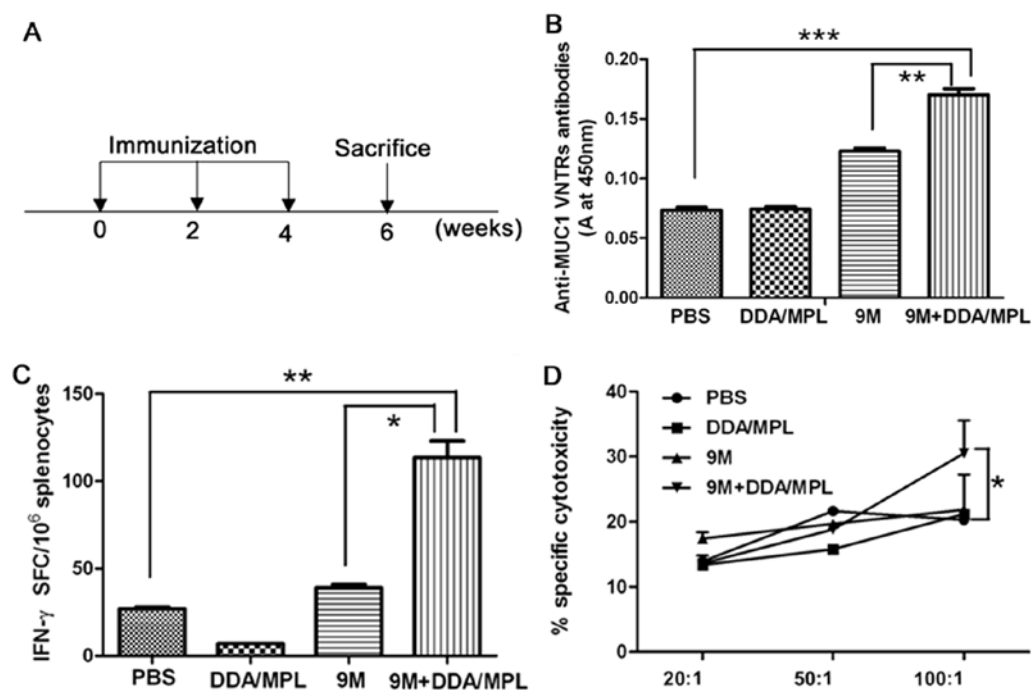 A
Immunization
Sacrifice
0 2 4 6 (weeks)
B
Anti-MUC1 VNTRs antibodies
(A at 450nm)
0.20
0.15
0.10
0.05
0.00
***
**
PBS DDA/MPL 9M 9M+DDA/MPL
C
IFN-γ SFC/10⁶ splenocytes
150
100
50
0
**
*
PBS DDA/MPL 9M 9M+DDA/MPL
D
% specific cytotoxicity
40
30
20
10
0
PBS
DDA/MPL
9M
9M+DDA/MPL
*
20:1 50:1 100:1